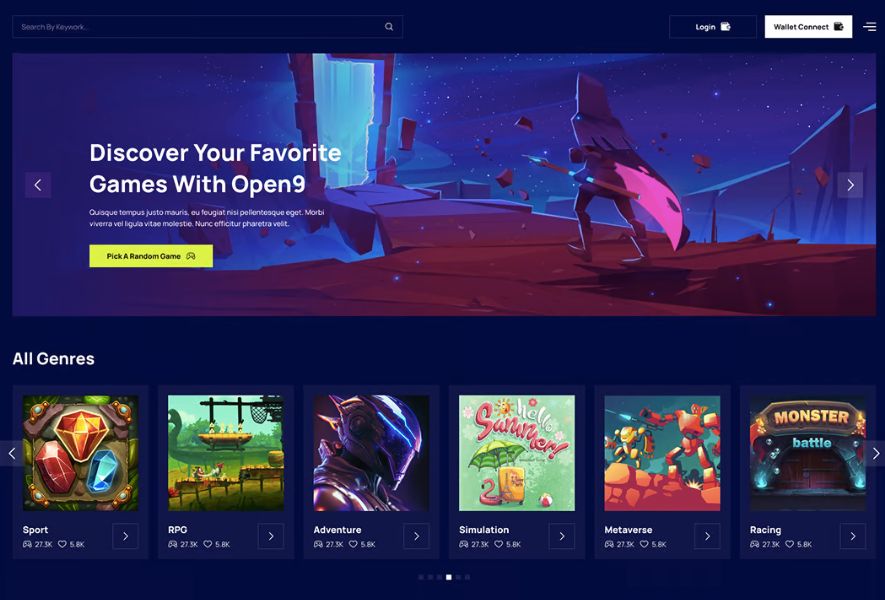 Search By Keywork...
Login
Wallet Connect
Discover Your Favorite
Games With Open9
Quisque tempus justo mauris, eu feugiat nisi pellentesque eget. Morbi
viverra vel ligula vitae molestie. Nunc efficitur pharetra velit.
Pick A Random Game
All Genres
hello
Summer!
MONSTER
battle
Sport
27.3K 5.8K
RPG
27.3K 5.8K
Adventure
27.3K 5.8K
Simulation
27.3K 5.8K
Metaverse
27.3K 5.8K
Racing
27.3K 5.8K